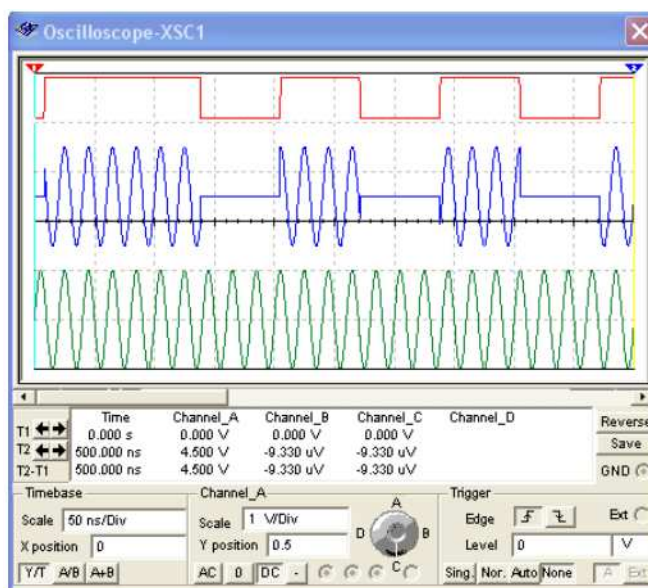 Oscilloscope-XSC1
1 2
Time Channel_A Channel_B Channel_C Channel_D
T1 0.000 s 0.000 V 0.000 V 0.000 V
T2 500.000 ns 4.500 V -9.330 uV -9.330 uV
T2-T1 500.000 ns 4.500 V -9.330 uV -9.330 uV
Reverse
Save
GND
Timebase
Scale 50 ns/Div
X position 0
Y/T A/B A+B
Channel_A
Scale 1 V/Div
Y position 0.5
AC 0 DC -
A
D B
C
Trigger
Edge Ext
Level 0 V
Sing. Nor. Auto None A Ext